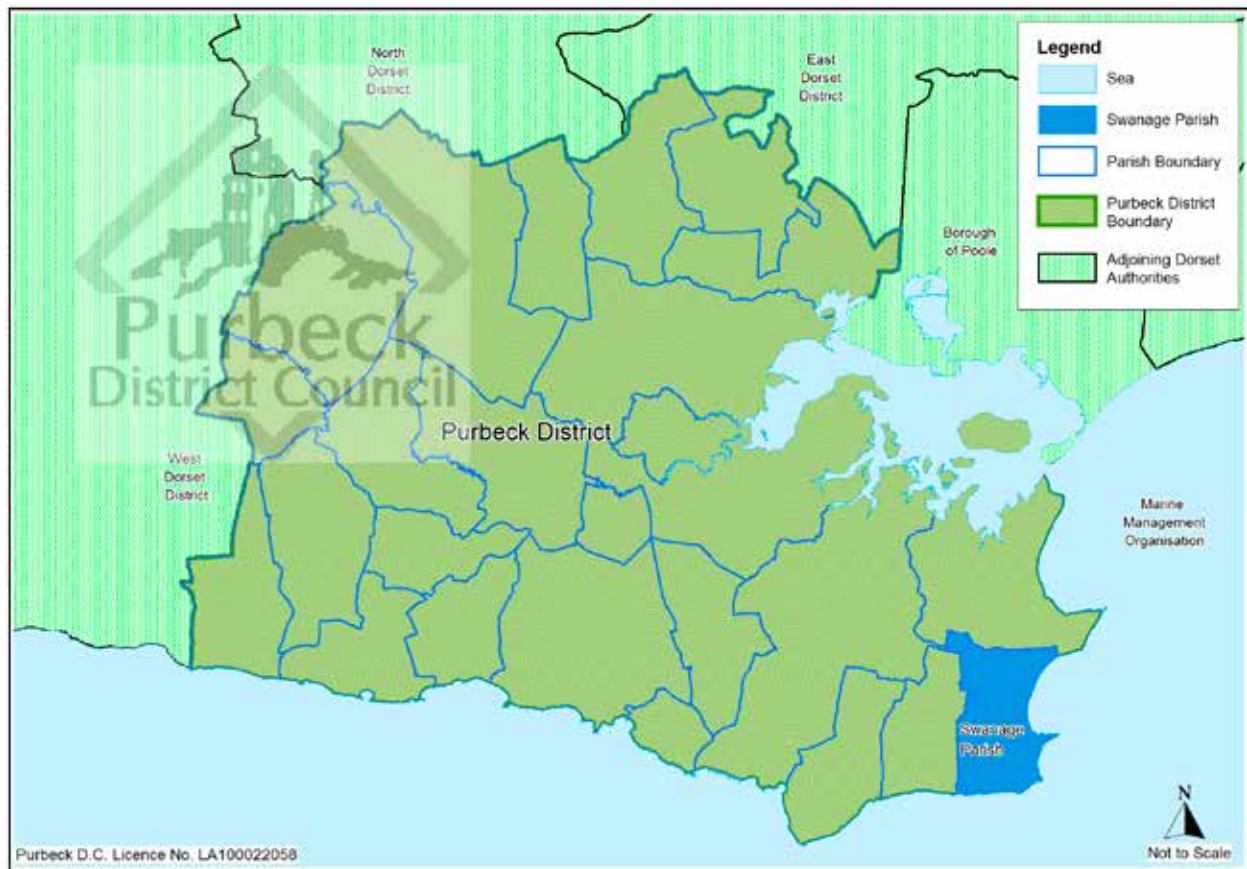 North
Dorset
District
East
Dorset
District
Legend
Sea
Swanage Parish
Parish Boundary
Purbeck District
Boundary
Adjoining Dorset
Authorities
Borough
of Poole
Purbeck
District Council
Purbeck District
West
Dorset
District
Marine
Management
Organisation
Swanage
Parish
N
Not to Scale
Purbeck D.C. Licence No. LA100022058